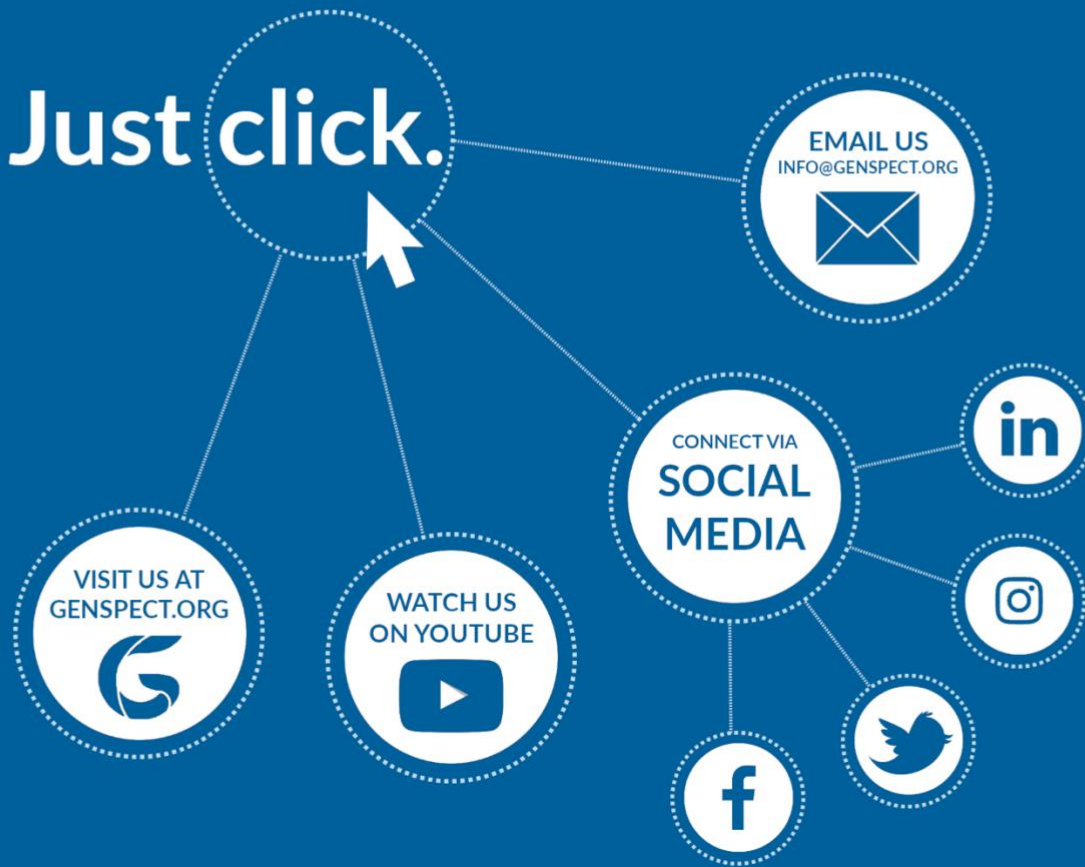 Just click.
EMAIL US
INFO@GENSPECT.ORG
CONNECT VIA
SOCIAL
MEDIA
in
VISIT US AT
GENSPECT.ORG
WATCH US
ON YOUTUBE
f